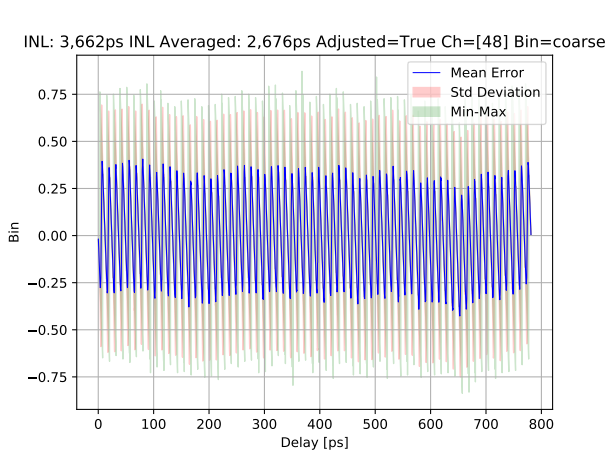 INL: 3,662ps INL Averaged: 2,676ps Adjusted=True Ch=[48] Bin=coarse
Mean Error
Std Deviation
Min-Max
0.75
0.50
0.25
0.00
−0.25
−0.50
−0.75
Bin
0 100 200 300 400 500 600 700 800
Delay [ps]